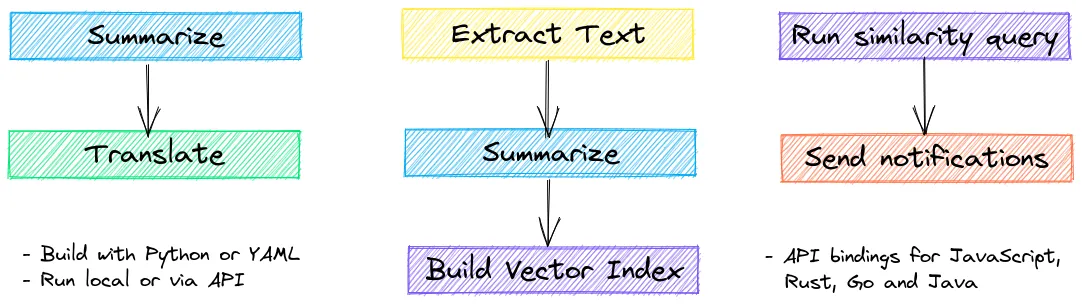 Summarize
Translate
- Build with Python or YAML
- Run local or via API
Extract Text
Summarize
Build Vector Index
Run similarity query
Send notifications
- API bindings for JavaScript,
Rust, Go and Java